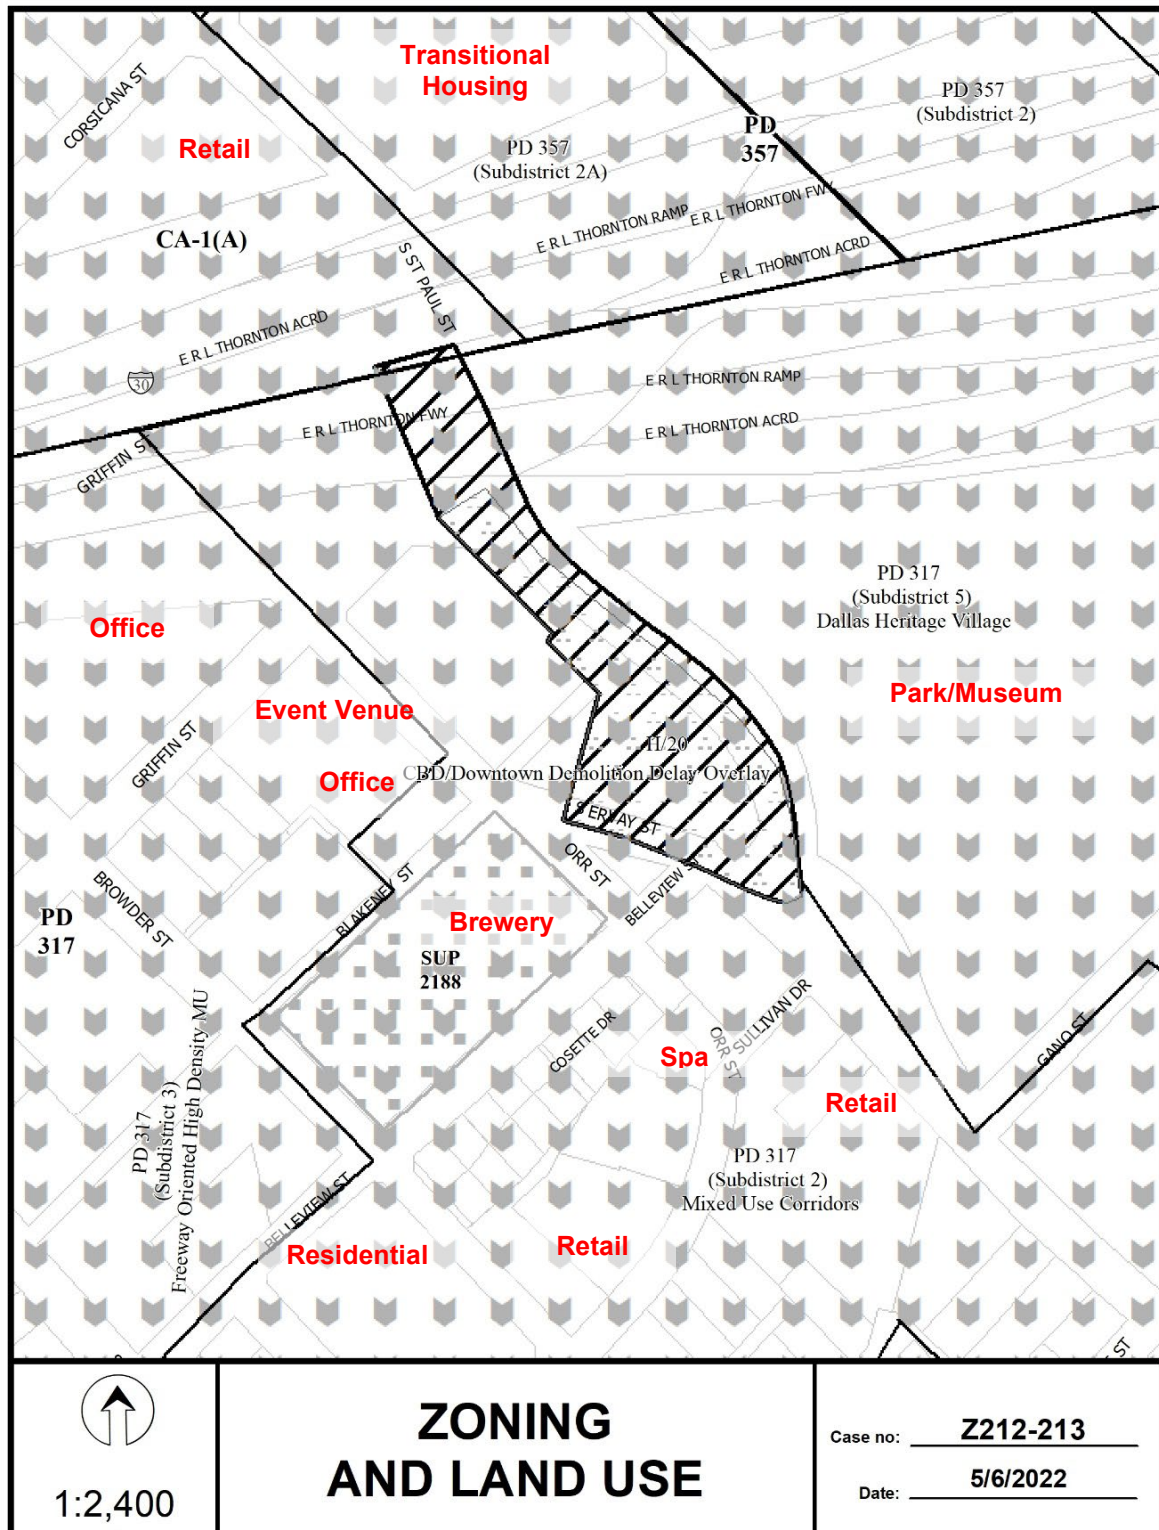 Transitional
Housing
CORSICANA ST
Retail
PD 357
(Subdistrict 2A)
PD
357
PD 357
(Subdistrict 2)
CA-1(A)
S ST PAUL ST
E R L THORNTON RAMP
E R L THORNTON FWY
E R L THORNTON ACRD
E R L THORNTON ACRD
30
E R L THORNTON FWY
E R L THORNTON RAMP
E R L THORNTON ACRD
GRIFFIN ST
PD 317
(Subdistrict 5)
Dallas Heritage Village
Office
Park/Museum
Event Venue
GRIFFIN ST
Office
H/20
CBD/Downtown Demolition Delay Overlay
S ERVAY ST
ORR ST
BELLEVIEW
BROWDER ST
BLAKENEY ST
PD
317
Brewery
SUP
2188
COSETTE DR
SULLIVAN DR
ORR ST
Spa
GANO ST
Retail
PD 317
(Subdistrict 3)
Freeway Oriented High Density MU
PD 317
(Subdistrict 2)
Mixed Use Corridors
BELLEVIEW ST
Residential
Retail
ST
1:2,400
ZONING
AND LAND USE
Case no: Z212-213
Date: 5/6/2022